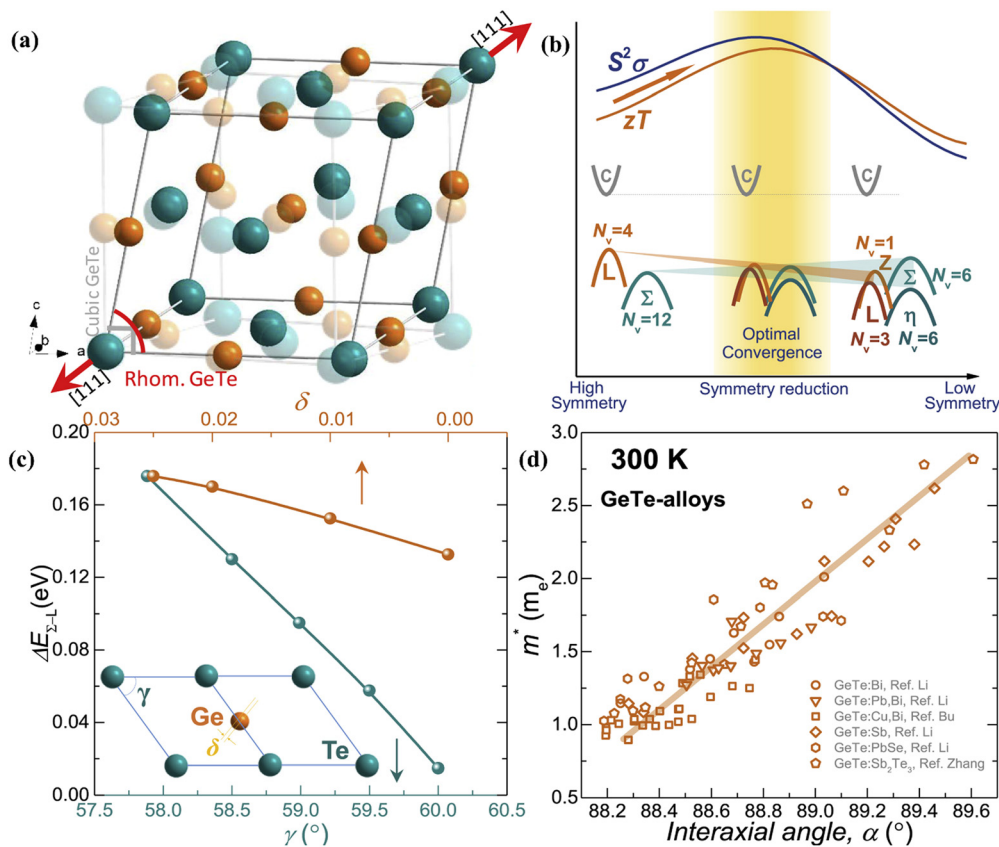 (a)
[111]
Cubic GeTe
c
b
a
[111]
Rhom. GeTe
(b)
S²σ
zT
C
C
C
N_v=4
L
Σ
N_v=12
N_v=1
Z
Σ
N_v=6
L
η
N_v=3
N_v=6
Optimal
Convergence
High
Symmetry
Symmetry reduction
Low
Symmetry
δ
0.03
0.02
0.01
0.00
(c)
0.20
0.16
0.12
0.08
0.04
0.00
ΔE_Σ–L (eV)
γ
Ge
δ
Te
57.5
58.0
58.5
59.0
59.5
60.0
60.5
γ (°)
(d)
300 K
GeTe-alloys
3.0
2.5
2.0
1.5
1.0
0.5
m* (m_e)
GeTe:Bi, Ref. Li
GeTe:Pb,Bi, Ref. Li
GeTe:Cu,Bi, Ref. Bu
GeTe:Sb, Ref. Li
GeTe:PbSe, Ref. Li
GeTe:Sb₂Te₃, Ref. Zhang
88.2
88.4
88.6
88.8
89.0
89.2
89.4
89.6
Interaxial angle, α (°)